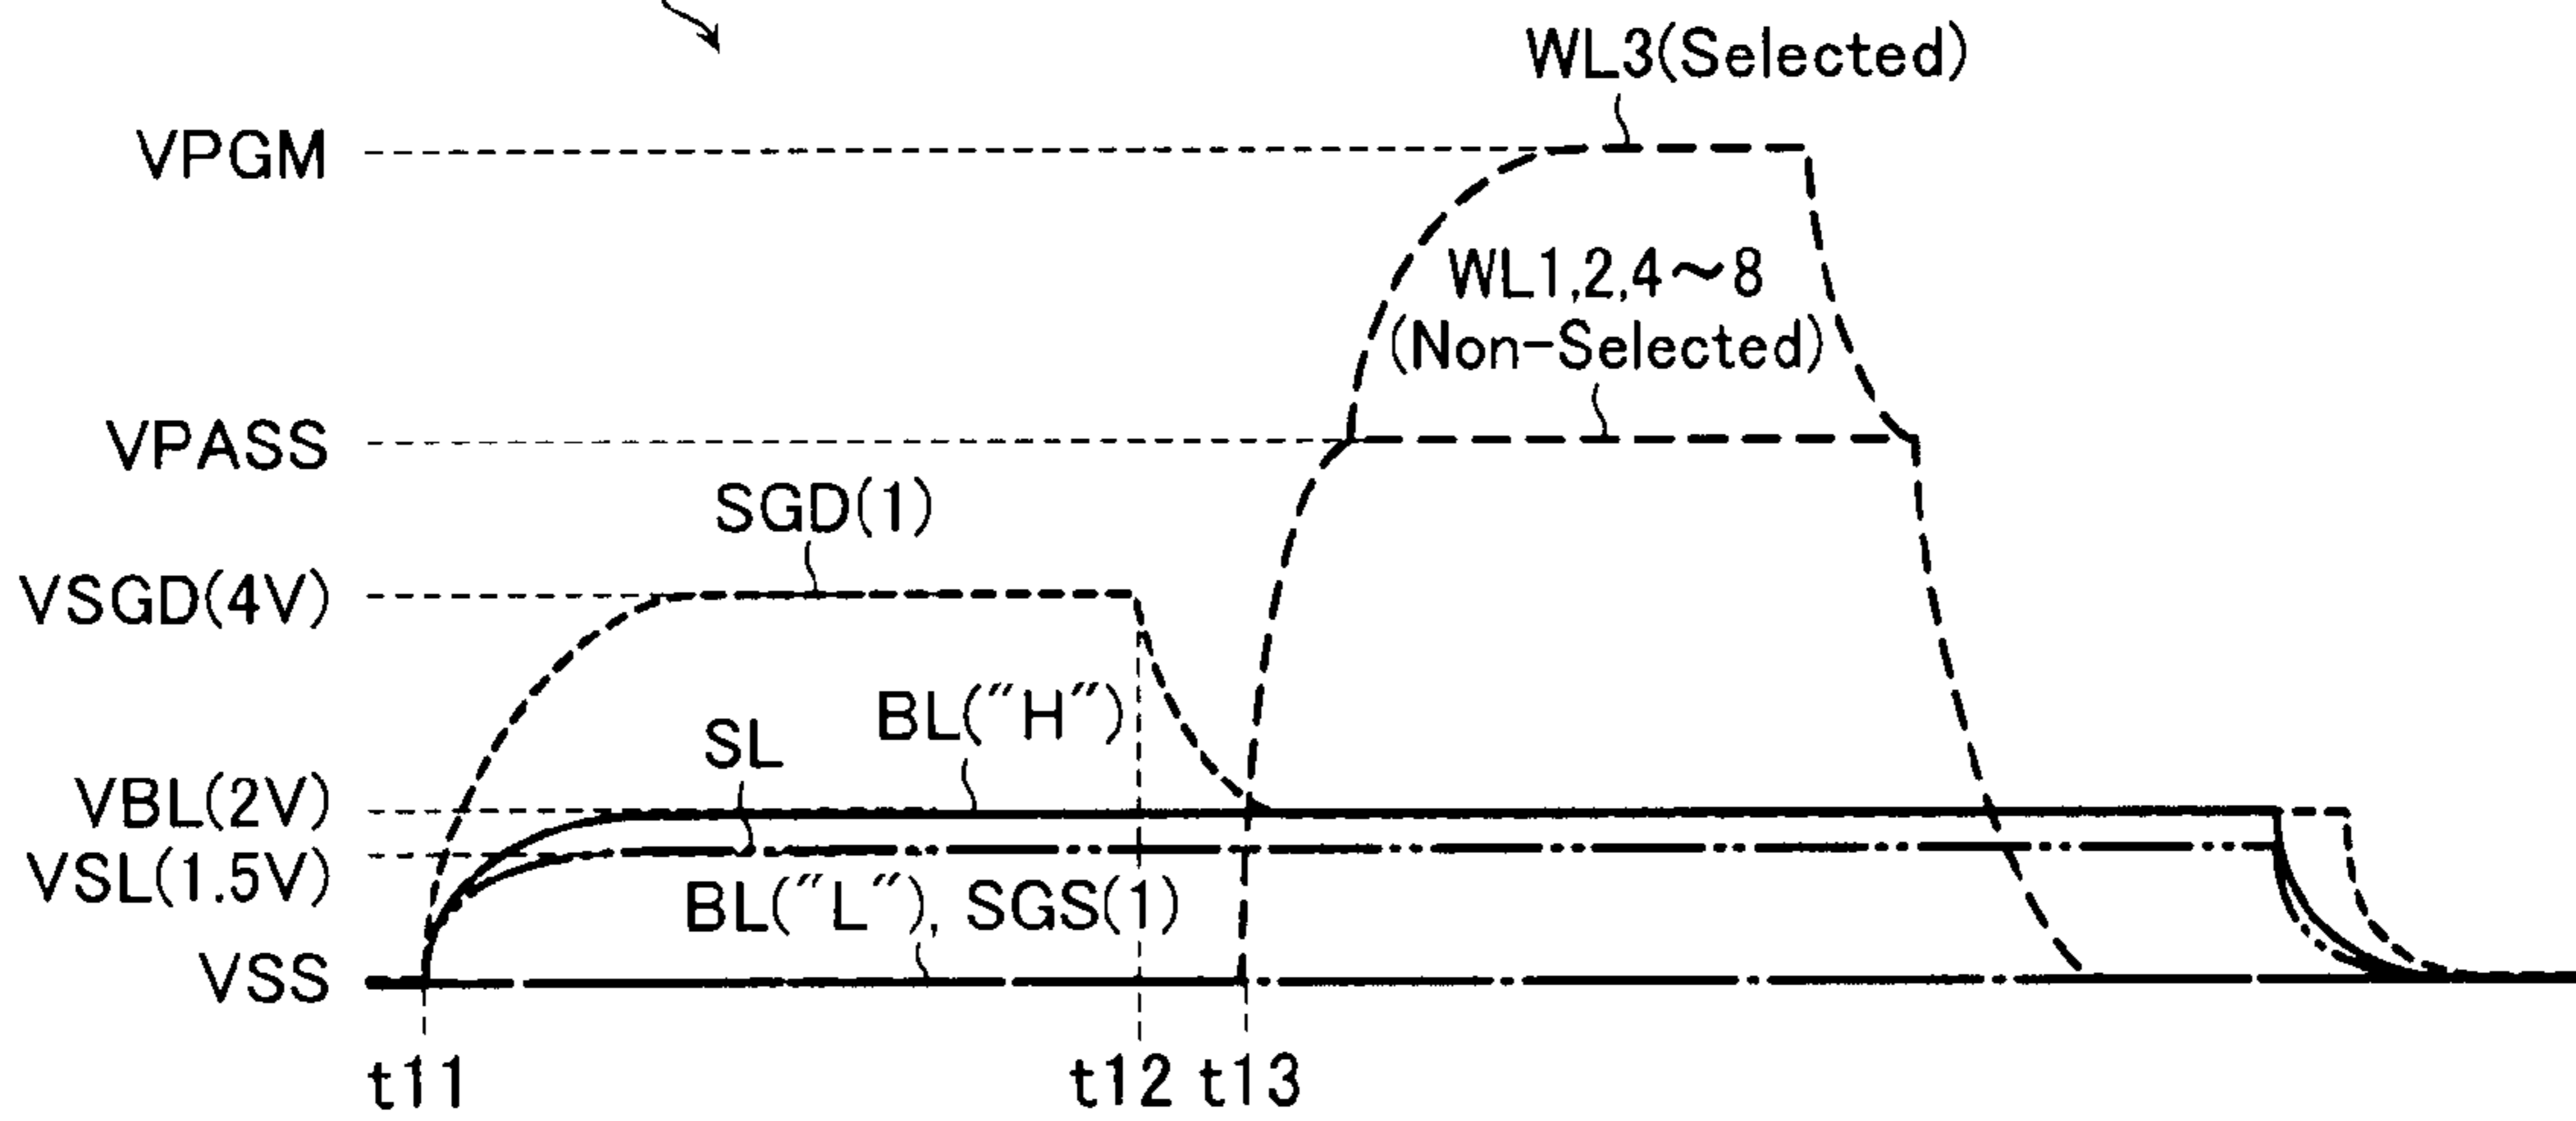 WL3(Selected)
VPGM
WL1,2,4〜8
(Non-Selected)
VPASS
SGD(1)
VSGD(4V)
BL("H")
SL
VBL(2V)
VSL(1.5V)
BL("L"), SGS(1)
VSS
t11
t12
t13